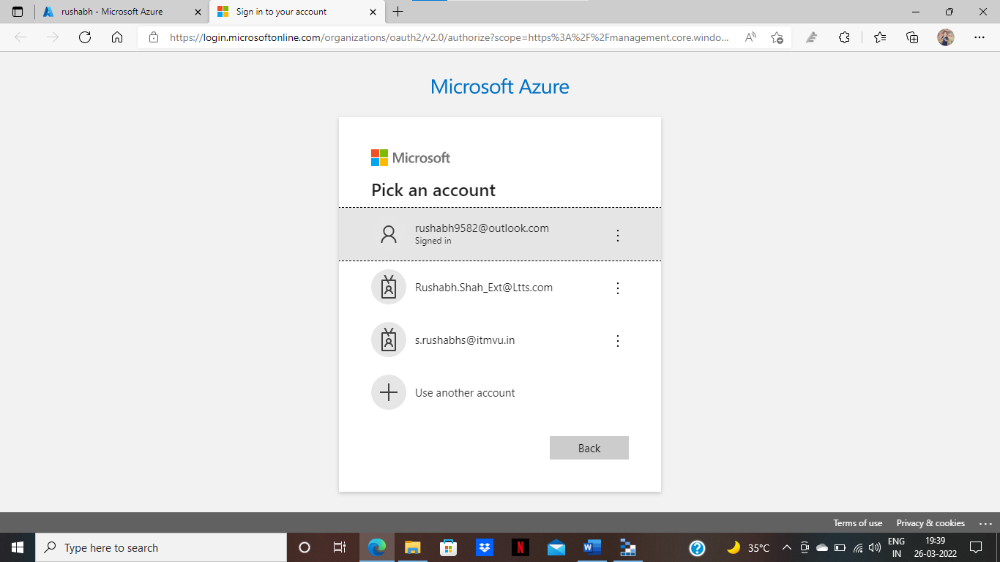 rushabh - Microsoft Azure
Sign in to your account
https://login.microsoftonline.com/organizations/oauth2/v2.0/authorize?scope=https%3A%2F%2Fmanagement.core.windo...
Microsoft Azure
Microsoft
Pick an account
rushabh9582@outlook.com
Signed in
Rushabh.Shah_Ext@Ltts.com
s.rushabhs@itmvu.in
Use another account
Back
Terms of use Privacy & cookies ...
Type here to search
35°C
ENG
IN
19:39
26-03-2022